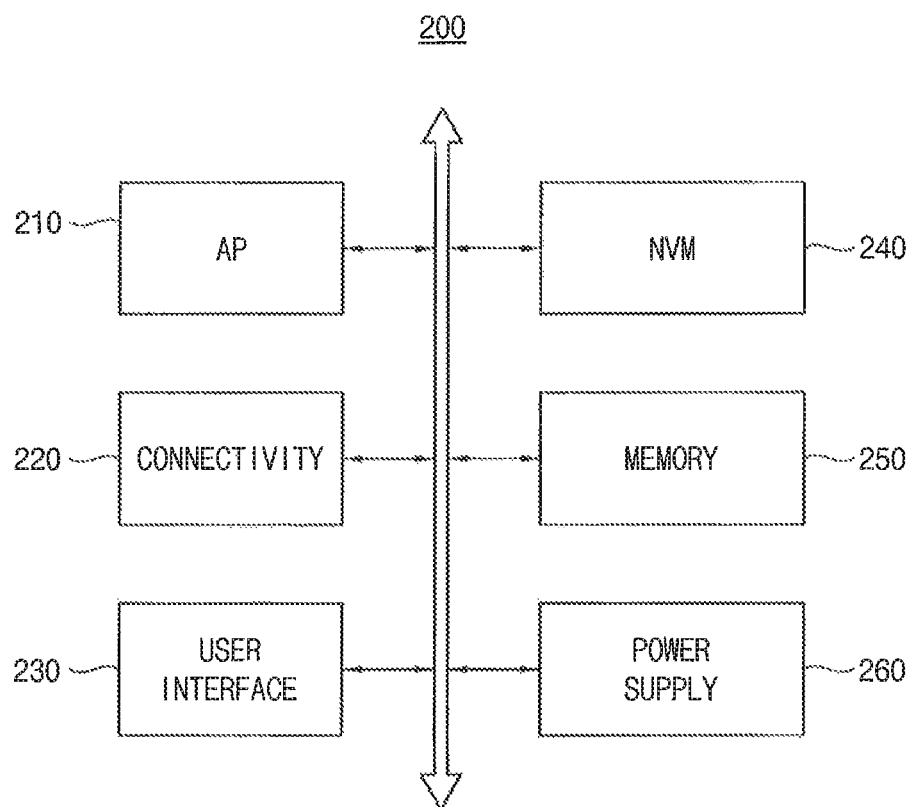 200
210
AP
NVM
240
220
CONNECTIVITY
MEMORY
250
230
USER
INTERFACE
POWER
SUPPLY
260